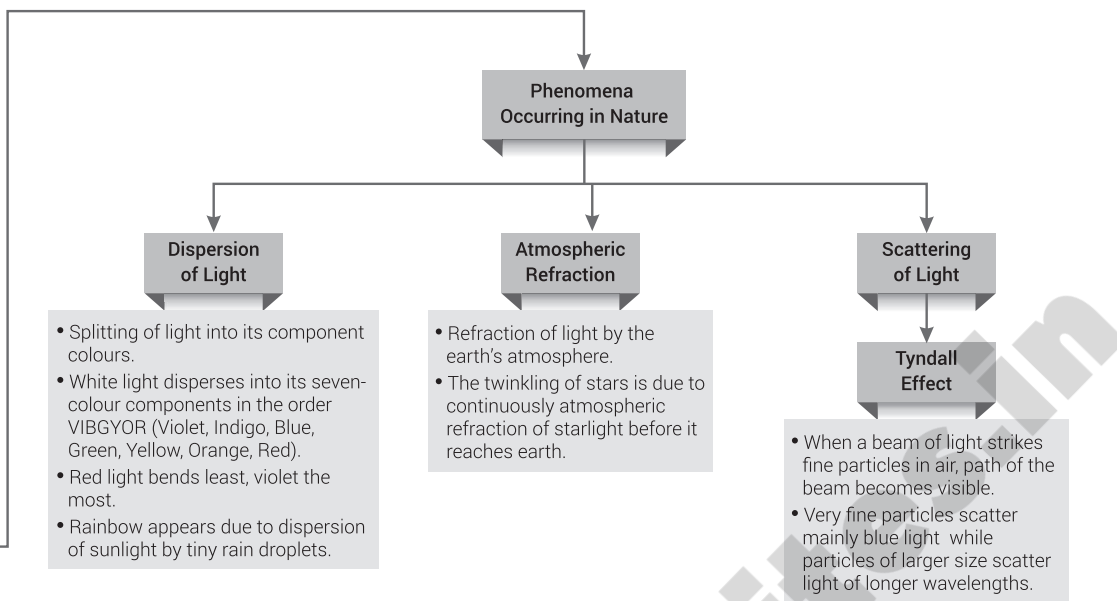 Phenomena
Occurring in Nature
Dispersion
of Light
• Splitting of light into its component
colours.
• White light disperses into its seven-
colour components in the order
VIBGYOR (Violet, Indigo, Blue,
Green, Yellow, Orange, Red).
• Red light bends least, violet the
most.
• Rainbow appears due to dispersion
of sunlight by tiny rain droplets.
Atmospheric
Refraction
• Refraction of light by the
earth's atmosphere.
• The twinkling of stars is due to
continuously atmospheric
refraction of starlight before it
reaches earth.
Scattering
of Light
Tyndall
Effect
• When a beam of light strikes
fine particles in air, path of the
beam becomes visible.
• Very fine particles scatter
mainly blue light while
particles of larger size scatter
light of longer wavelengths.